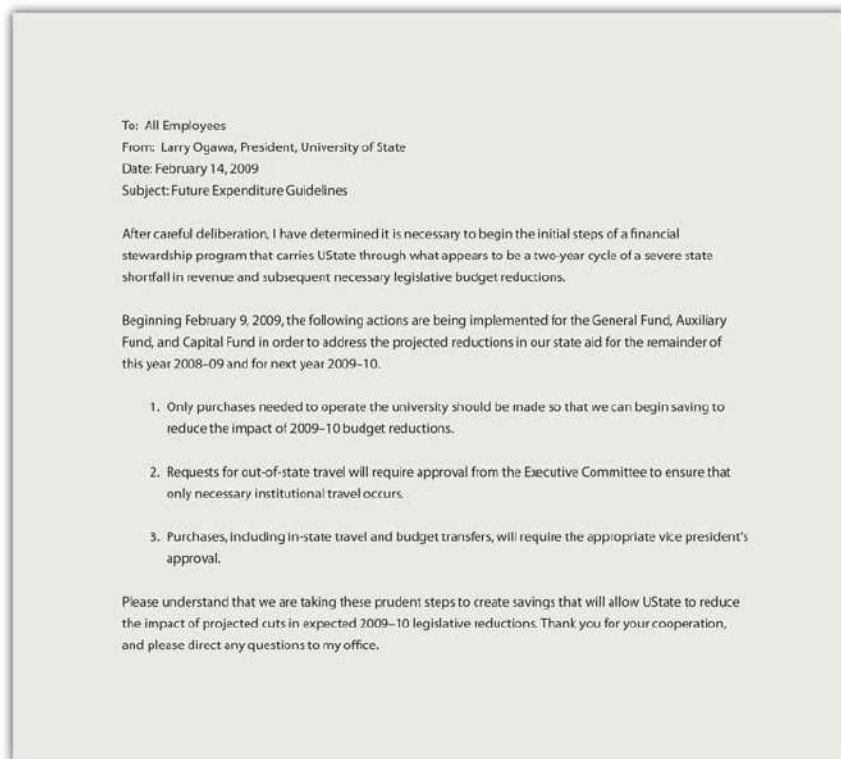 To: All Employees
From: Larry Ogawa, President, University of State
Date: February 14, 2009
Subject: Future Expenditure Guidelines
After careful deliberation, I have determined it is necessary to begin the initial steps of a financial
stewardship program that carries UState through what appears to be a two-year cycle of a severe state
shortfall in revenue and subsequent necessary legislative budget reductions.
Beginning February 9, 2009, the following actions are being implemented for the General Fund, Auxiliary
Fund, and Capital Fund in order to address the projected reductions in our state aid for the remainder of
this year 2008–09 and for next year 2009–10.
1. Only purchases needed to operate the university should be made so that we can begin saving to
reduce the impact of 2009–10 budget reductions.
2. Requests for out-of-state travel will require approval from the Executive Committee to ensure that
only necessary institutional travel occurs.
3. Purchases, including in-state travel and budget transfers, will require the appropriate vice president's
approval.
Please understand that we are taking these prudent steps to create savings that will allow UState to reduce
the impact of projected cuts in expected 2009–10 legislative reductions. Thank you for your cooperation,
and please direct any questions to my office.